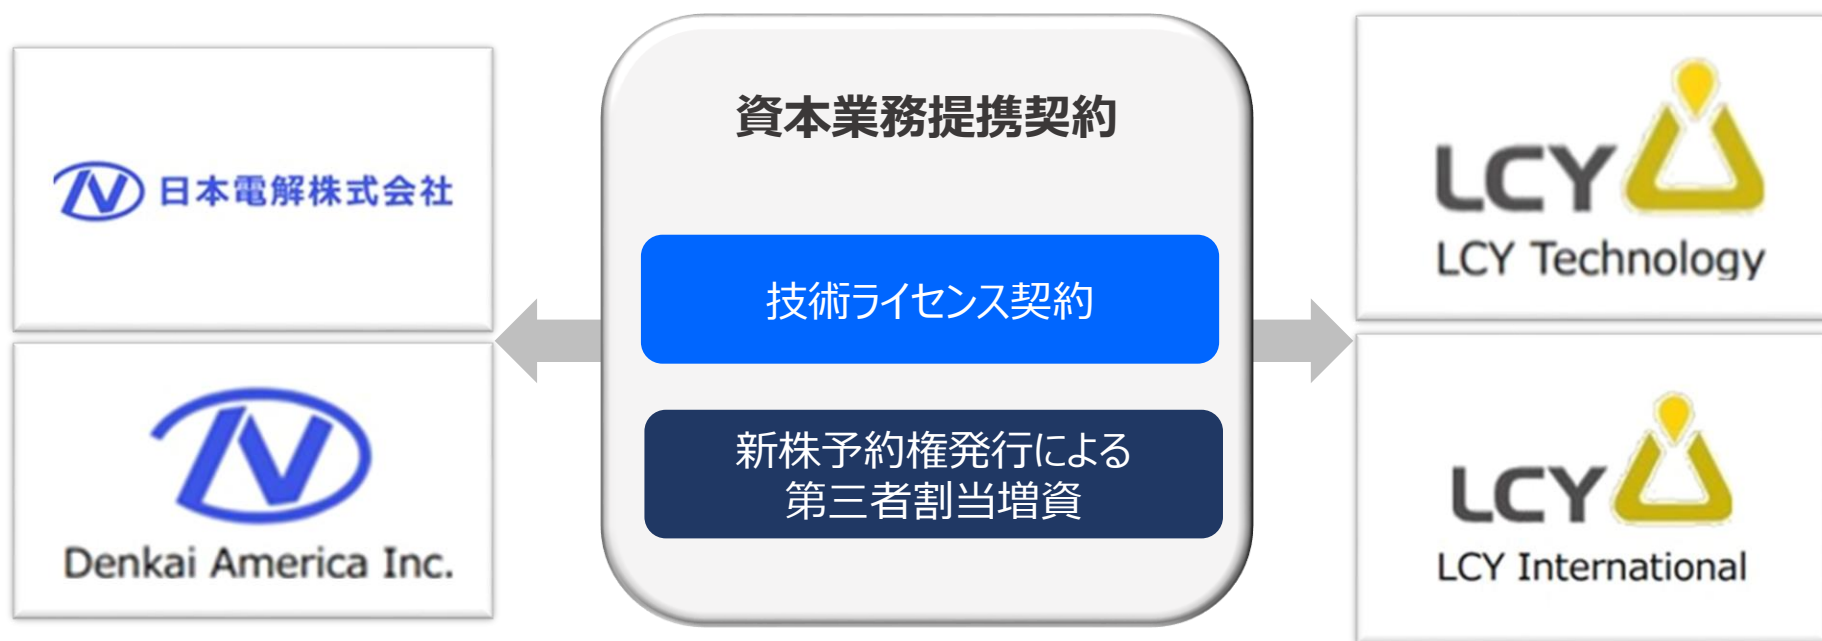 日本電解株式会社
Denkai America Inc.
資本業務提携契約
技術ライセンス契約
新株予約権発行による
第三者割当増資
LCY
LCY Technology
LCY
LCY International